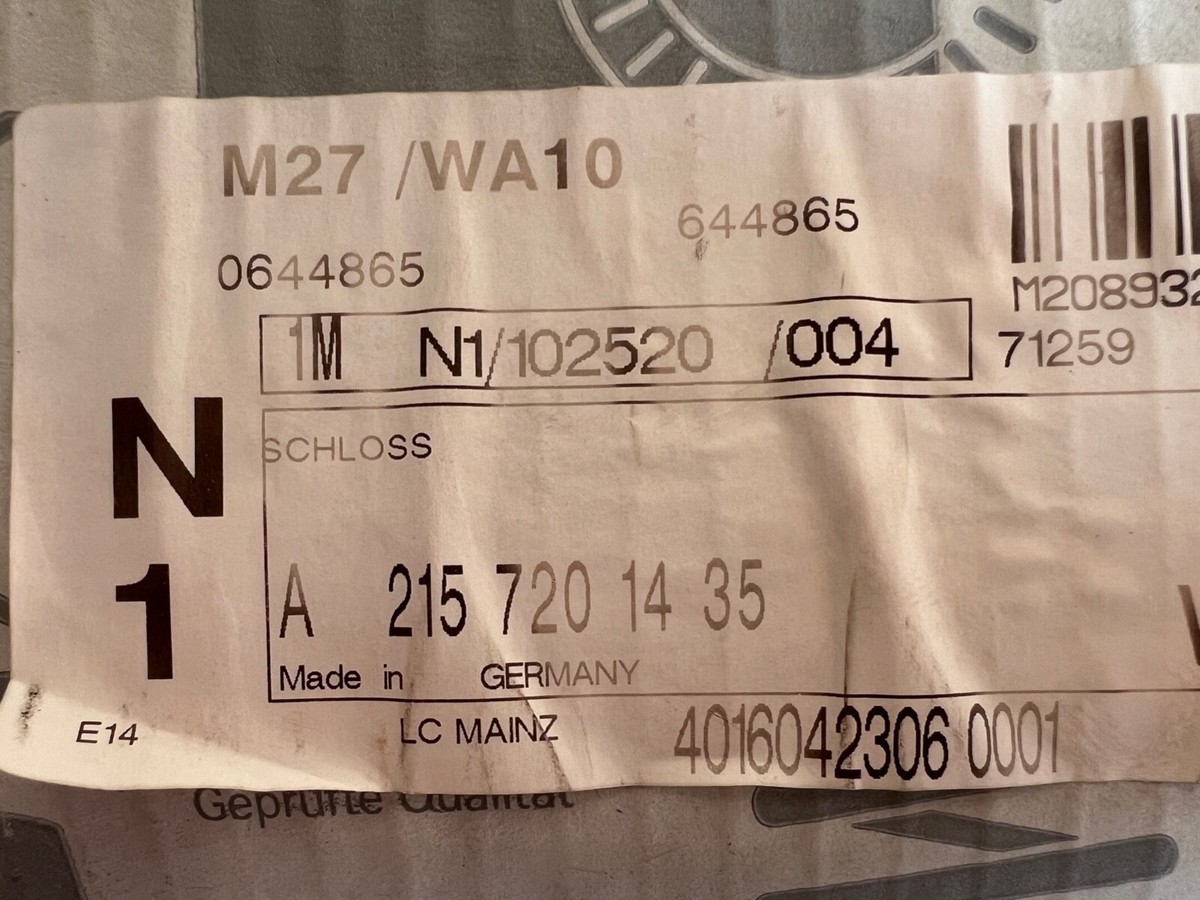 M27 /WA10
644865
0644865
M208932
1M N1/102520 /004
71259
N
1
SCHLOSS
A 215 720 14 35
Made in GERMANY
E14
LC MAINZ
4016042306 0001
Geprüfte Qualität